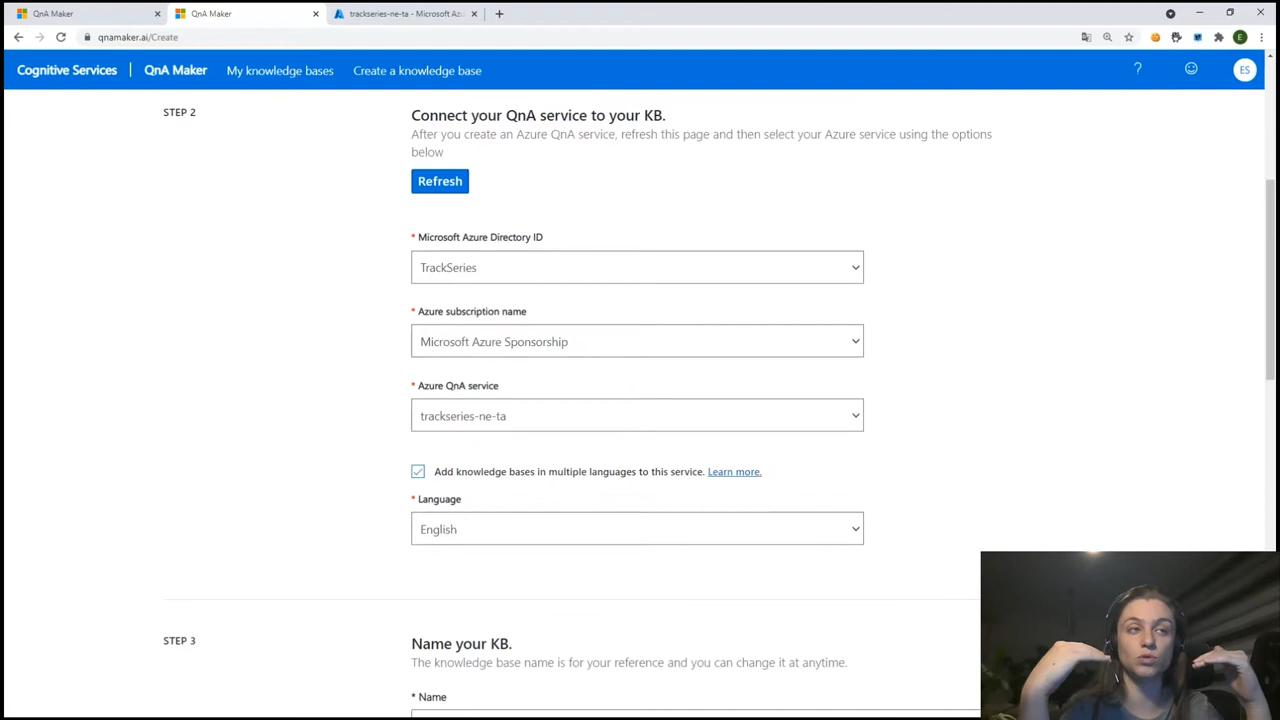 QnA Maker
QnA Maker
trackseries-ne-ta - Microsoft Az
qnamaker.ai/Create
E
Cognitive Services
QnA Maker
My knowledge bases
Create a knowledge base
?
ES
STEP 2
Connect your QnA service to your KB.
After you create an Azure QnA service, refresh this page and then select your Azure service using the options
below
Refresh
* Microsoft Azure Directory ID
TrackSeries
* Azure subscription name
Microsoft Azure Sponsorship
* Azure QnA service
trackseries-ne-ta
Add knowledge bases in multiple languages to this service. Learn more.
* Language
English
STEP 3
Name your KB.
The knowledge base name is for your reference and you can change it at anytime.
* Name